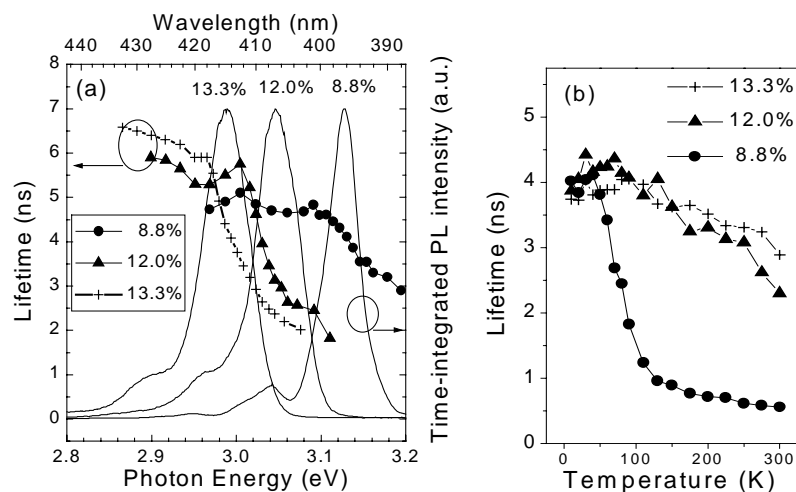 Wavelength (nm)
440 430 420 410 400 390
(a)
13.3% 12.0% 8.8%
8
7
6
5
4
3
2
1
0
Lifetime (ns)
8.8%
12.0%
13.3%
2.8 2.9 3.0 3.1 3.2
Photon Energy (eV)
Time-integrated PL intensity (a.u.)
(b)
13.3%
12.0%
8.8%
5
4
3
2
1
0
Lifetime (ns)
0 100 200 300
Temperature (K)